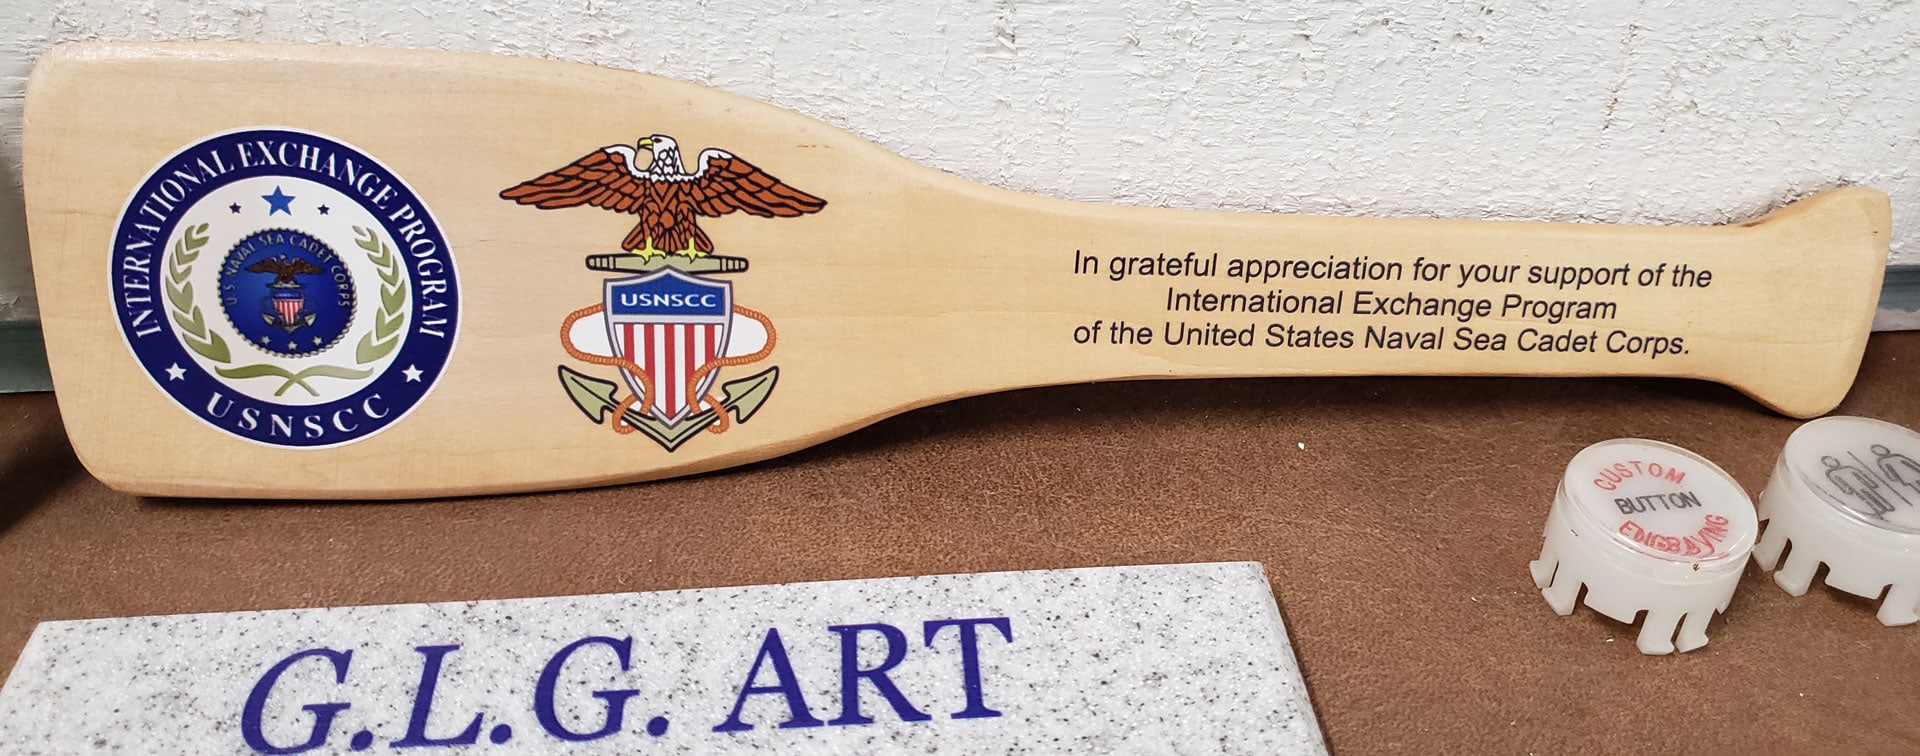 INTERNATIONAL EXCHANGE PROGRAM
U.S. NAVAL SEA CADET CORPS
USNSCC
USNSCC
In grateful appreciation for your support of the
International Exchange Program
of the United States Naval Sea Cadet Corps.
CUSTOM
BUTTON
ENGRAVING
G.L.G. ART